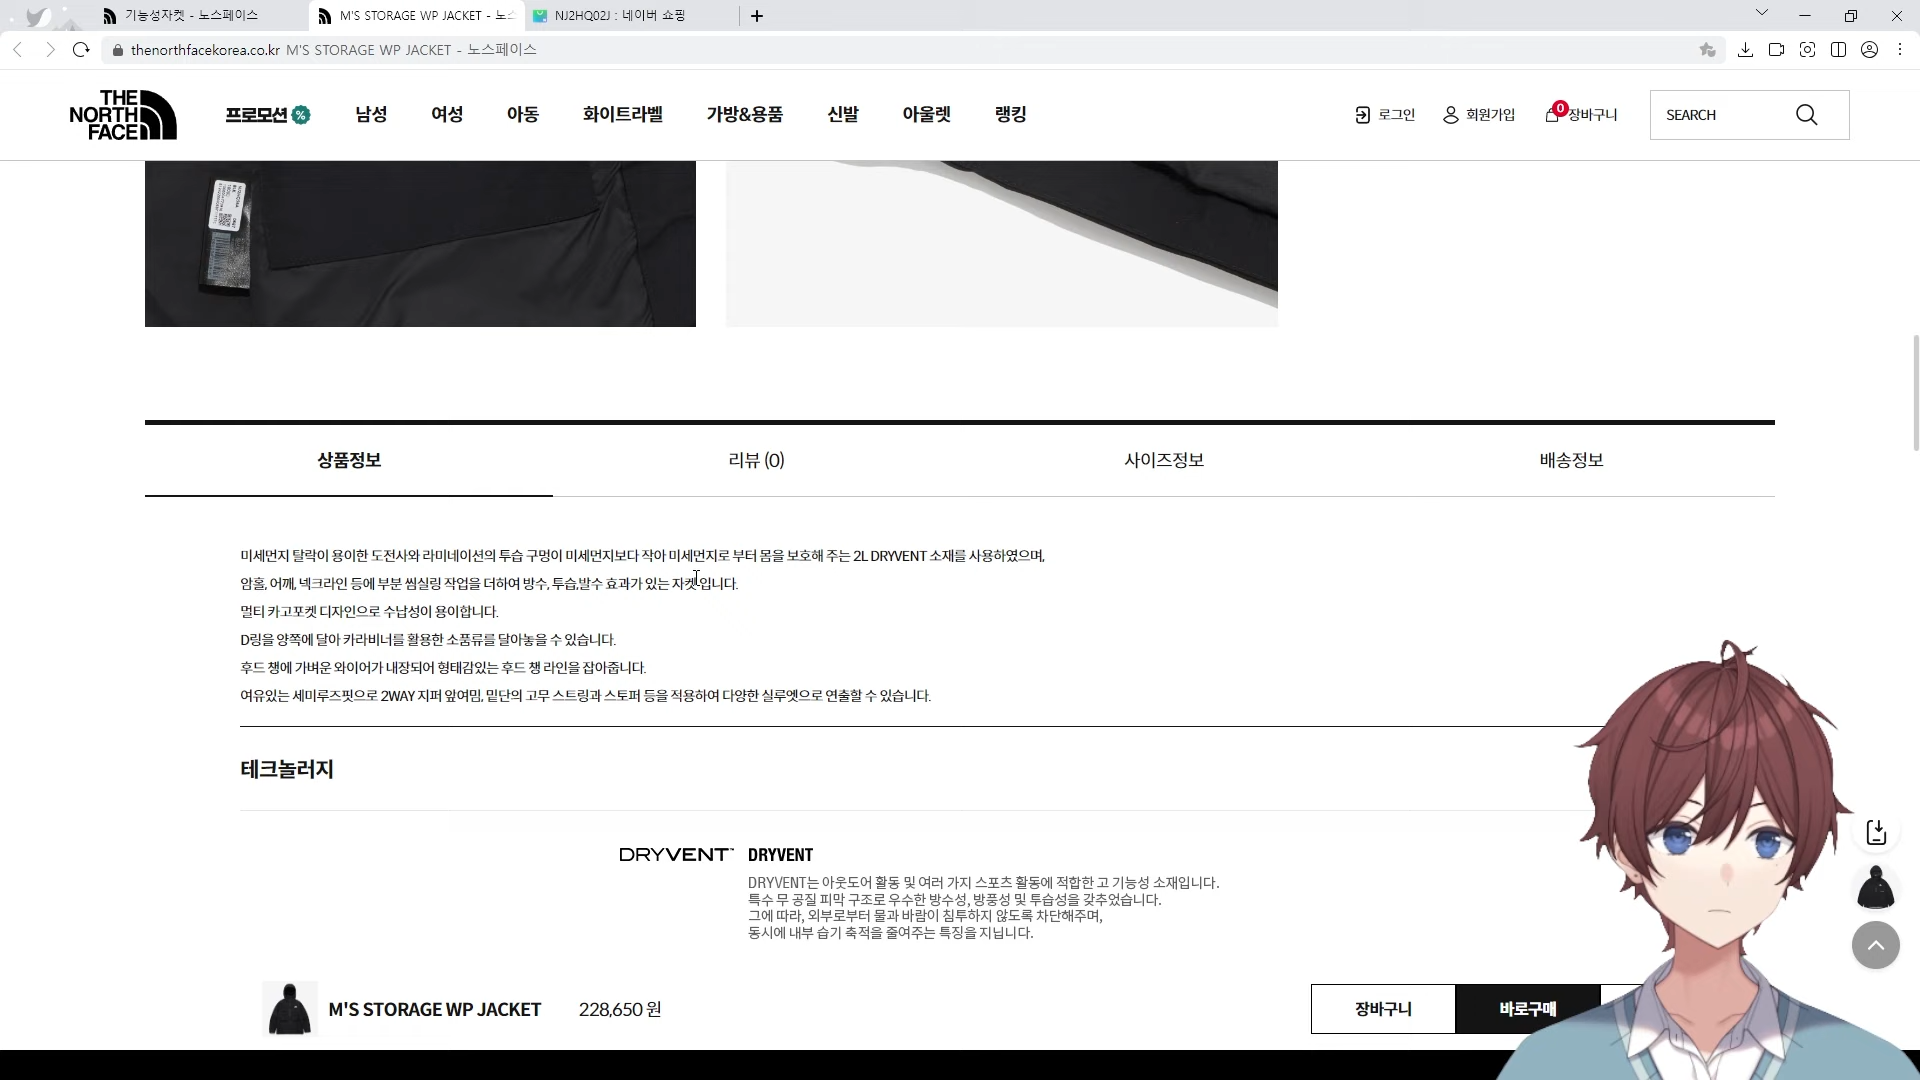 기능성자켓 - 노스페이스
M'S STORAGE WP JACKET - 노스
NJ2HQ02J : 네이버 쇼핑
thenorthfacekorea.co.kr M'S STORAGE WP JACKET - 노스페이스
THE
NORTH
FACE
프로모션 %
남성
여성
아동
화이트라벨
가방&용품
신발
아울렛
랭킹
로그인
회원가입
0
장바구니
SEARCH
상품정보
리뷰 (0)
사이즈정보
배송정보
미세먼지 탈락이 용이한 도전사와 라미네이션의 투습 구멍이 미세먼지보다 작아 미세먼지로 부터 몸을 보호해 주는 2L DRYVENT 소재를 사용하였으며,
암홀, 어깨, 넥크라인 등에 부분 씸실링 작업을 더하여 방수, 투습,발수 효과가 있는 자켓입니다.
멀티 카고포켓 디자인으로 수납성이 용이합니다.
D링을 양쪽에 달아 카라비너를 활용한 소품류를 달아놓을 수 있습니다.
후드 챙에 가벼운 와이어가 내장되어 형태감있는 후드 챙 라인을 잡아줍니다.
여유있는 세미루즈핏으로 2WAY 지퍼 앞여밈, 밑단의 고무 스트링과 스토퍼 등을 적용하여 다양한 실루엣으로 연출할 수 있습니다.
테크놀러지
DRYVENT™
DRYVENT
DRYVENT는 아웃도어 활동 및 여러 가지 스포츠 활동에 적합한 고 기능성 소재입니다.
특수 무 공질 피막 구조로 우수한 방수성, 방풍성 및 투습성을 갖추었습니다.
그에 따라, 외부로부터 물과 바람이 침투하지 않도록 차단해주며,
동시에 내부 습기 축적을 줄여주는 특징을 지닙니다.
M'S STORAGE WP JACKET
228,650 원
장바구니
바로구매